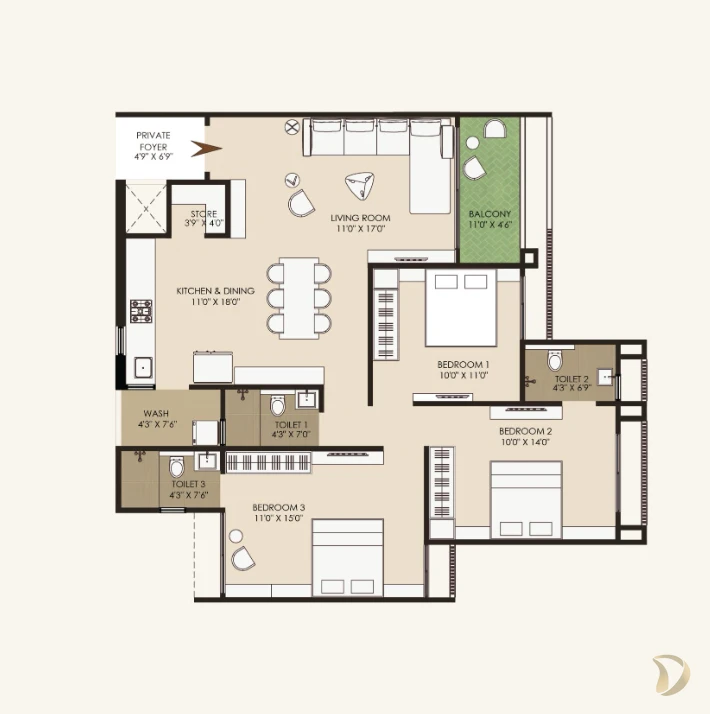 PRIVATE
FOYER
4'9" X 6'9"
X
STORE
3'9" X 4'0"
LIVING ROOM
11'0" X 17'0"
BALCONY
11'0" X 4'6"
KITCHEN & DINING
11'0" X 18'0"
BEDROOM 1
10'0" X 11'0"
TOILET 2
4'3" X 6'9"
WASH
4'3" X 7'6"
TOILET 1
4'3" X 7'0"
BEDROOM 2
10'0" X 14'0"
TOILET 3
4'3" X 7'6"
BEDROOM 3
11'0" X 15'0"